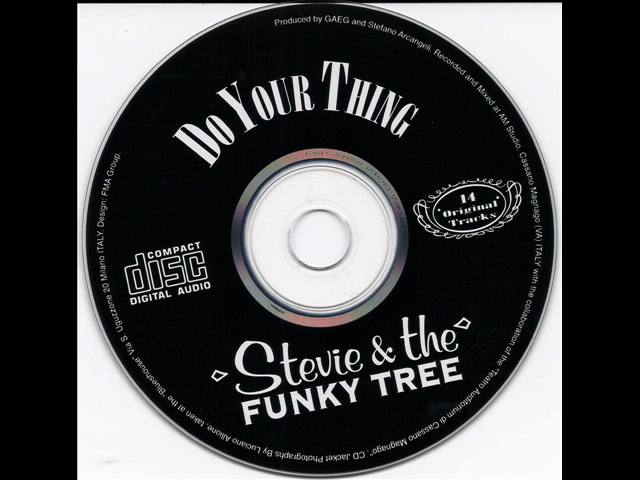 Produced by GAEG and Stefano Arcangeli. Recorded and Mixed at AM Studio. Cassano Magnago (VA) ITALY with the collaboration of the "Teatro Auditorium di Cassano Magnago". CD Jacket Photographs By Luciano Allione, taken at the "Blueshouse" Via S. Uguzzone 20 Milano ITALY. Design: FMA Group.
DO YOUR THING
14
Original
Tracks
COMPACT
disc
DIGITAL AUDIO
Stevie & the
FUNKY TREE